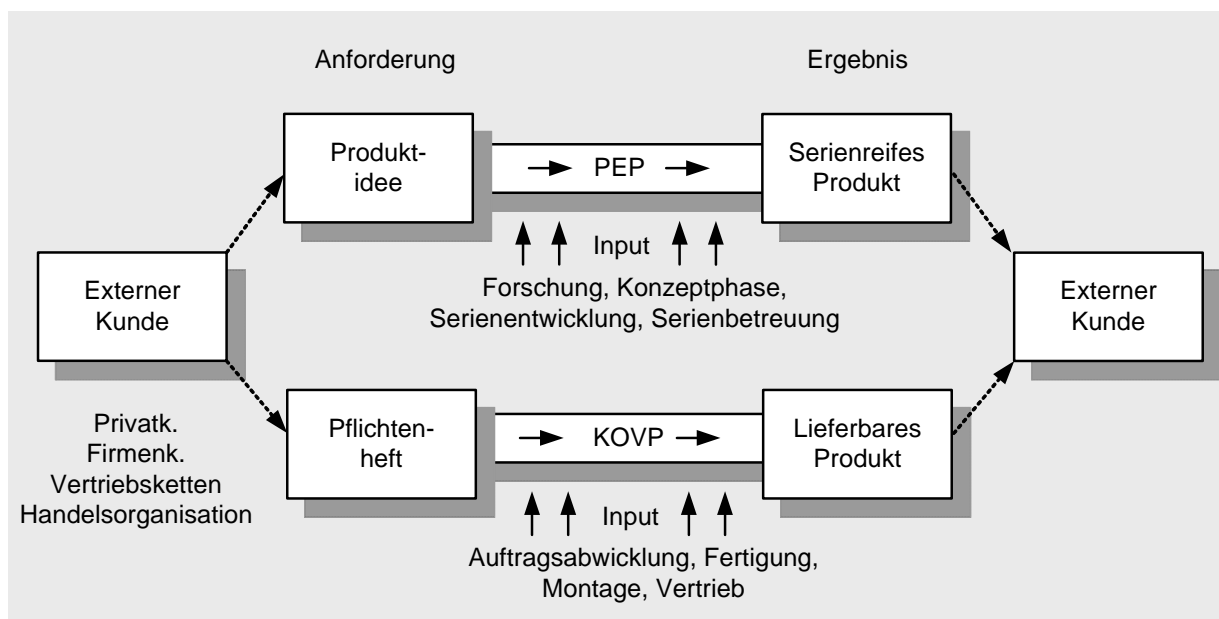 Anforderung
Ergebnis
Produkt-
idee
PEP
Serienreifes
Produkt
Input
Forschung, Konzeptphase,
Serienentwicklung, Serienbetreuung
Externer
Kunde
Externer
Kunde
Privatk.
Firmenk.
Vertriebsketten
Handelsorganisation
Pflichten-
heft
KOVP
Lieferbares
Produkt
Input
Auftragsabwicklung, Fertigung,
Montage, Vertrieb